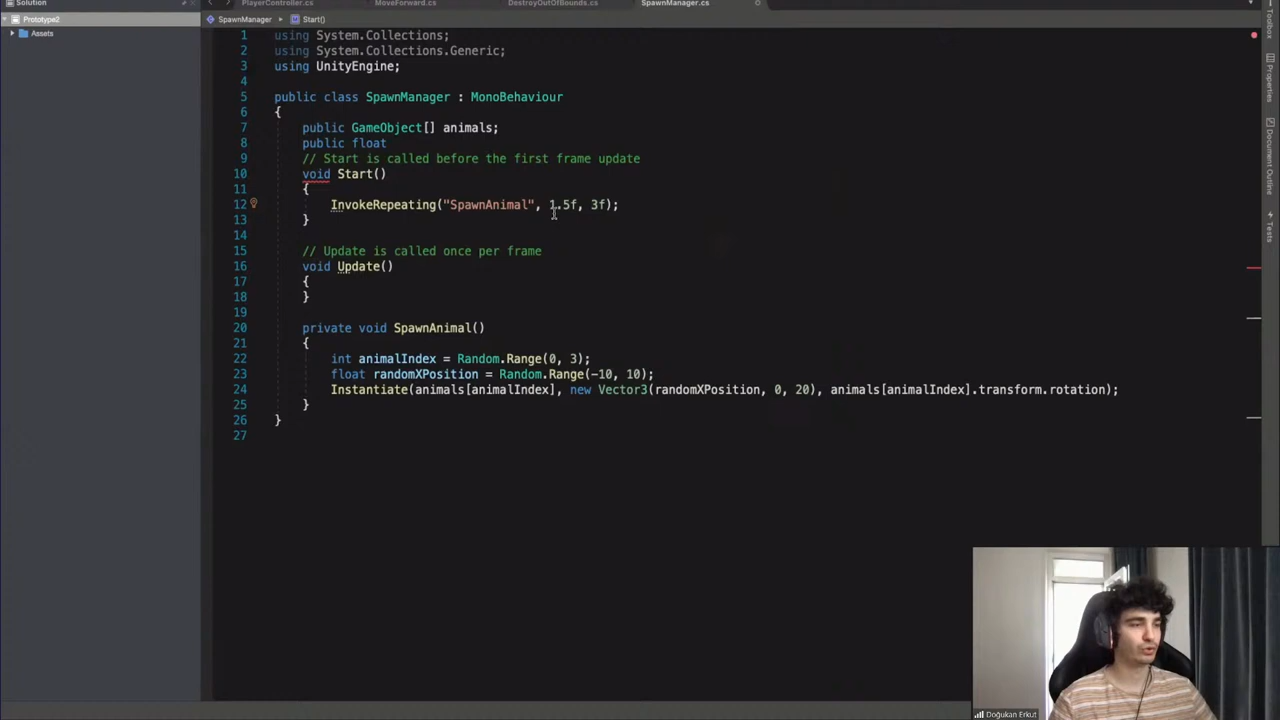 Solution
PlayerController.cs
MoveForward.cs
DestroyOutOfBounds.cs
SpawnManager.cs
Prototype2
SpawnManager
Start()
Assets
1 using System.Collections;
2 using System.Collections.Generic;
3 using UnityEngine;
4
5 public class SpawnManager : MonoBehaviour
6 {
7 public GameObject[] animals;
8 public float
9 // Start is called before the first frame update
10 void Start()
11 {
12 InvokeRepeating("SpawnAnimal", 1.5f, 3f);
13 }
14
15 // Update is called once per frame
16 void Update()
17 {
18 }
19
20 private void SpawnAnimal()
21 {
22 int animalIndex = Random.Range(0, 3);
23 float randomXPosition = Random.Range(-10, 10);
24 Instantiate(animals[animalIndex], new Vector3(randomXPosition, 0, 20), animals[animalIndex].transform.rotation);
25 }
26 }
27
Toolbox
Properties
Document Outline
Tests
Doğukan Erkut